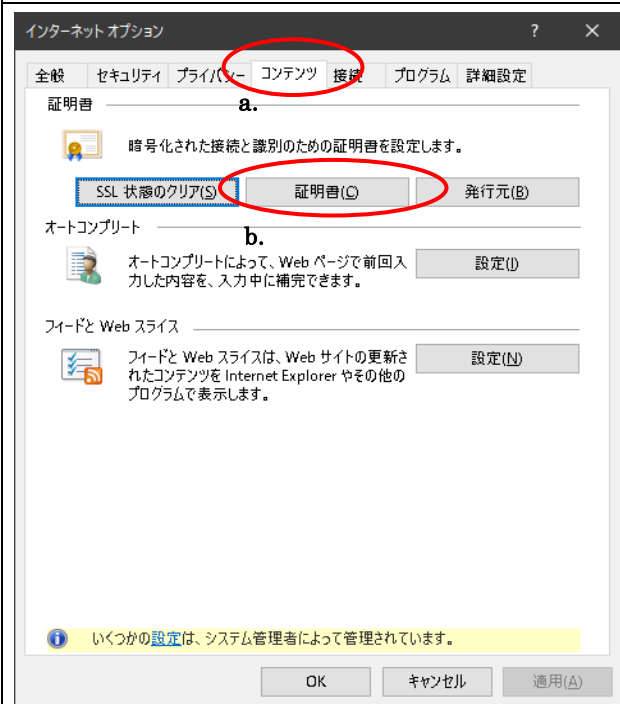 インターネット オプション ? ×
全般 セキュリティ プライバシー コンテンツ 接続 プログラム 詳細設定
a.
証明書
暗号化された接続と識別のための証明書を設定します。
SSL 状態のクリア(S) 証明書(C) 発行元(B)
b.
オートコンプリート
オートコンプリートによって、Web ページで前回入
力した内容を、入力中に補完できます。
設定(I)
フィードと Web スライス
フィードと Web スライスは、Web サイトの更新さ
れたコンテンツを Internet Explorer やその他の
プログラムで表示します。
設定(N)
いくつかの設定は、システム管理者によって管理されています。
OK キャンセル 適用(A)